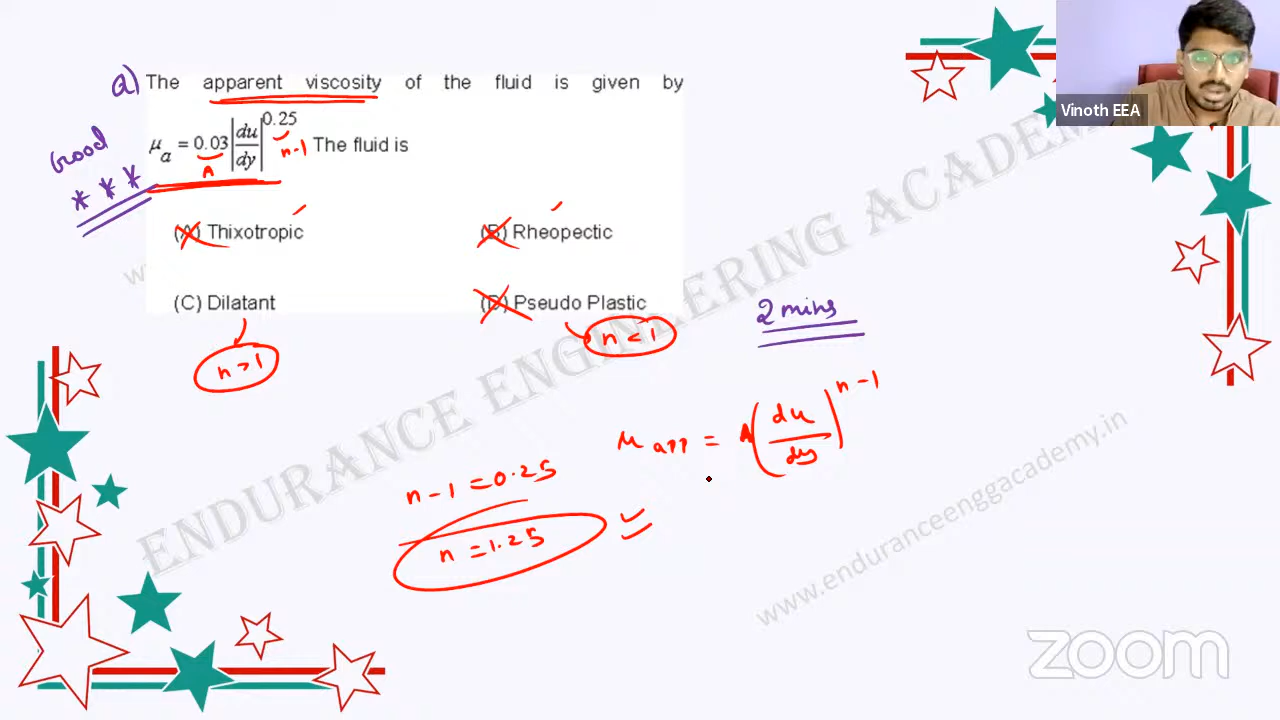 Q) The apparent viscosity of the fluid is given by
μa = 0.03 |du/dy|^0.25 The fluid is
A
n-1
Good
* * *
(A) Thixotropic
(B) Rheopectic
(C) Dilatant
(D) Pseudo Plastic
n > 1
n < 1
2 mins
μ app = A (du/dy)^n-1
n - 1 = 0.25
n = 1.25
Vinoth EEA
ENDURANCE ENGINEERING ACADEMY
www.enduranceenggacademy.in
zoom